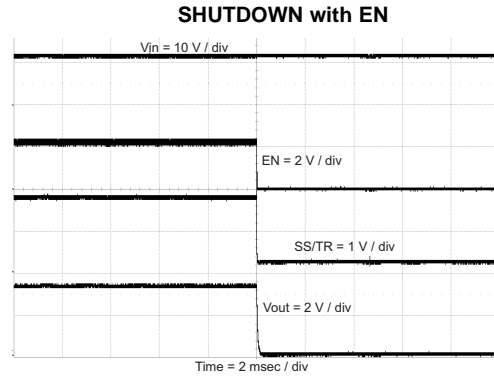 SHUTDOWN with EN
Vin = 10 V / div
EN = 2 V / div
SS/TR = 1 V / div
Vout = 2 V / div
Time = 2 msec / div